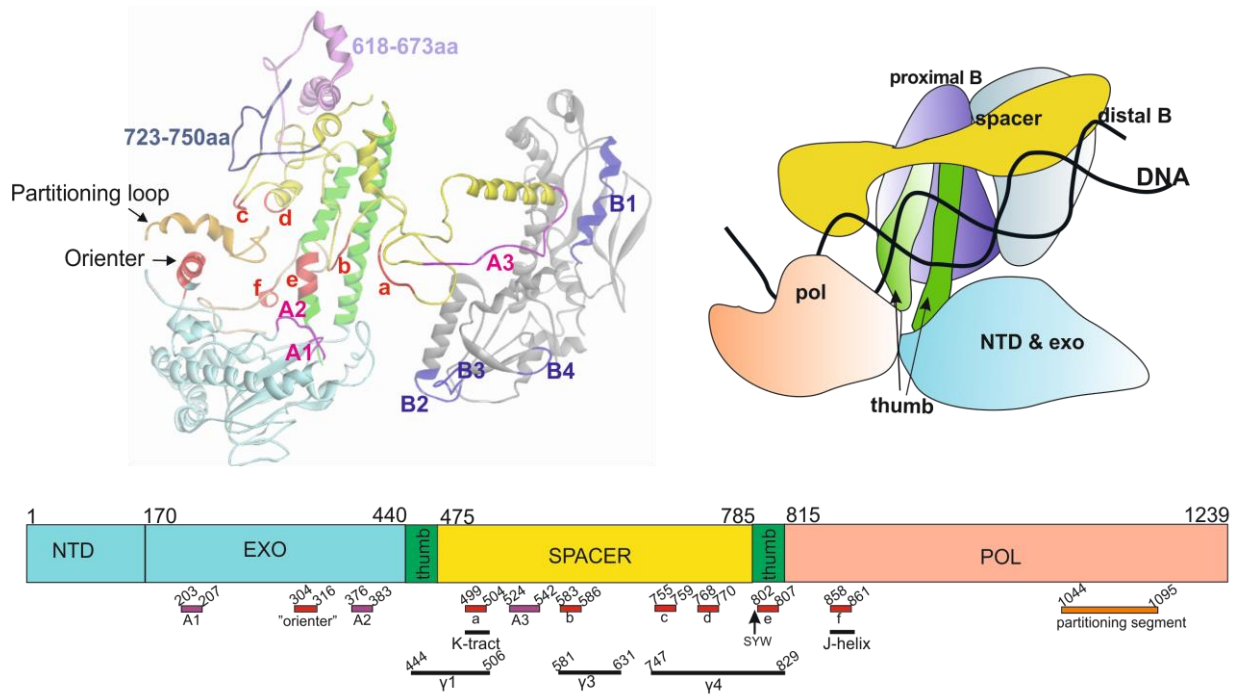 618-673aa
723-750aa
Partitioning loop
Orienter
c
d
b
e
f
a
A2
A1
A3
B1
B3
B4
B2
proximal B
spacer
distal B
DNA
pol
NTD & exo
thumb
1 170 440 475 785 815 1239
NTD EXO thumb SPACER thumb POL
203 207 304 316 376 383 499 504 524 542 583 586 755 759 768 770 802 807 858 861 1044 1095
A1 "orienter" A2 a A3 b c d e f partitioning segment
K-tract SYW J-helix
444 506 581 631 747 829
γ1 γ3 γ4